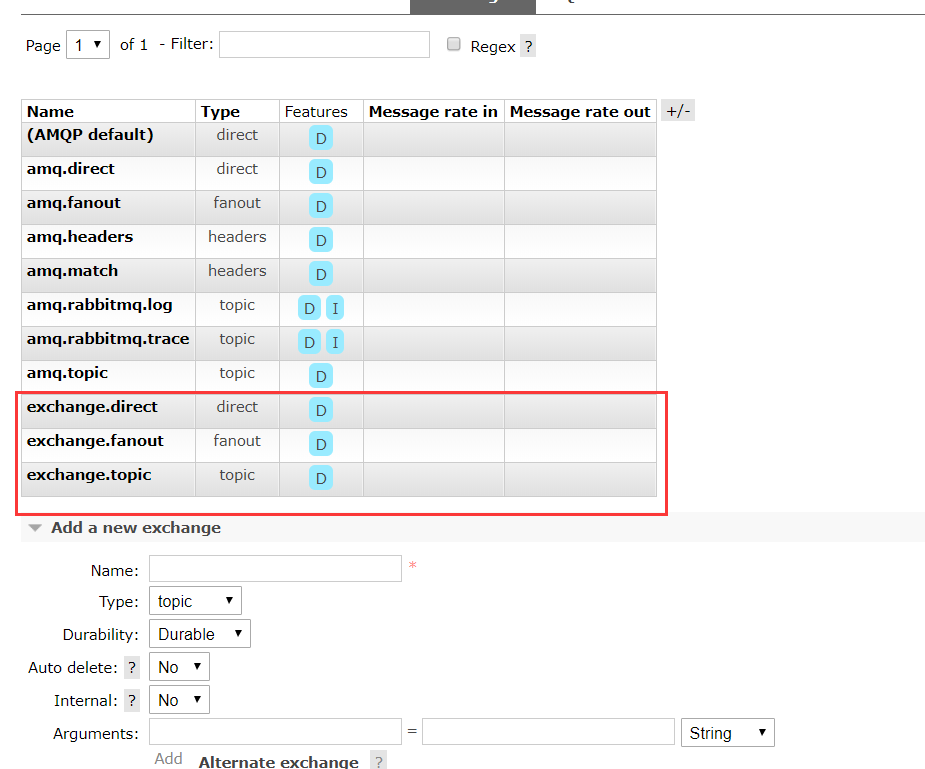 Page 1 of 1 - Filter: Regex ?
Name Type Features Message rate in Message rate out +/-
(AMQP default) direct D
amq.direct direct D
amq.fanout fanout D
amq.headers headers D
amq.match headers D
amq.rabbitmq.log topic D I
amq.rabbitmq.trace topic D I
amq.topic topic D
exchange.direct direct D
exchange.fanout fanout D
exchange.topic topic D
Add a new exchange
Name: *
Type: topic
Durability: Durable
Auto delete: ? No
Internal: ? No
Arguments: = String
Add Alternate exchange ?